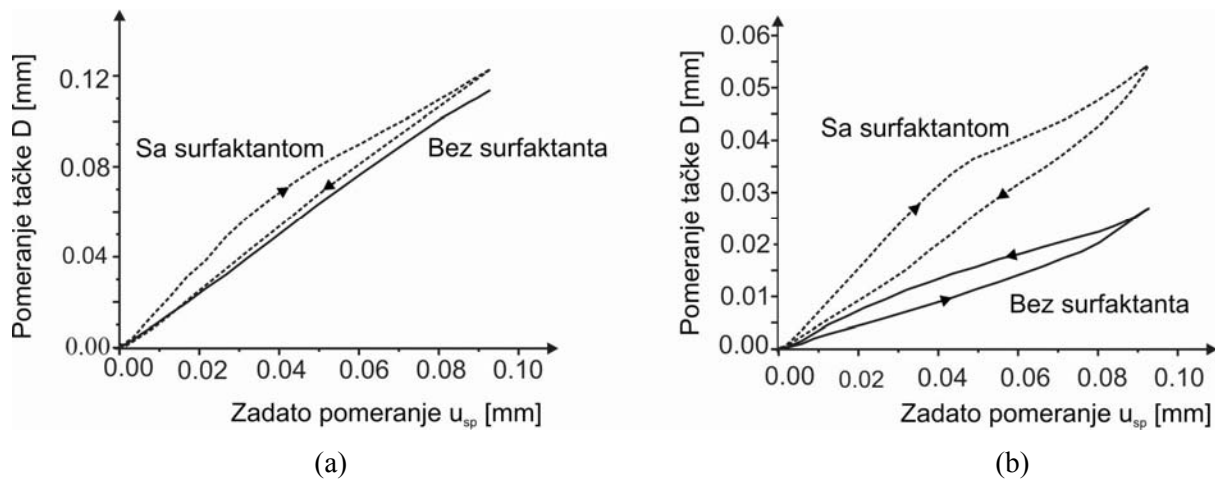 Pomeranje tačke D [mm]
0.12
0.08
0.04
0.00
Sa surfaktantom
Bez surfaktanta
0.00 0.02 0.04 0.06 0.08 0.10
Zadato pomeranje u_sp [mm]
(a)
Pomeranje tačke D [mm]
0.06
0.05
0.04
0.03
0.02
0.01
0.00
Sa surfaktantom
Bez surfaktanta
0.00 0.02 0.04 0.06 0.08 0.10
Zadato pomeranje u_sp [mm]
(b)